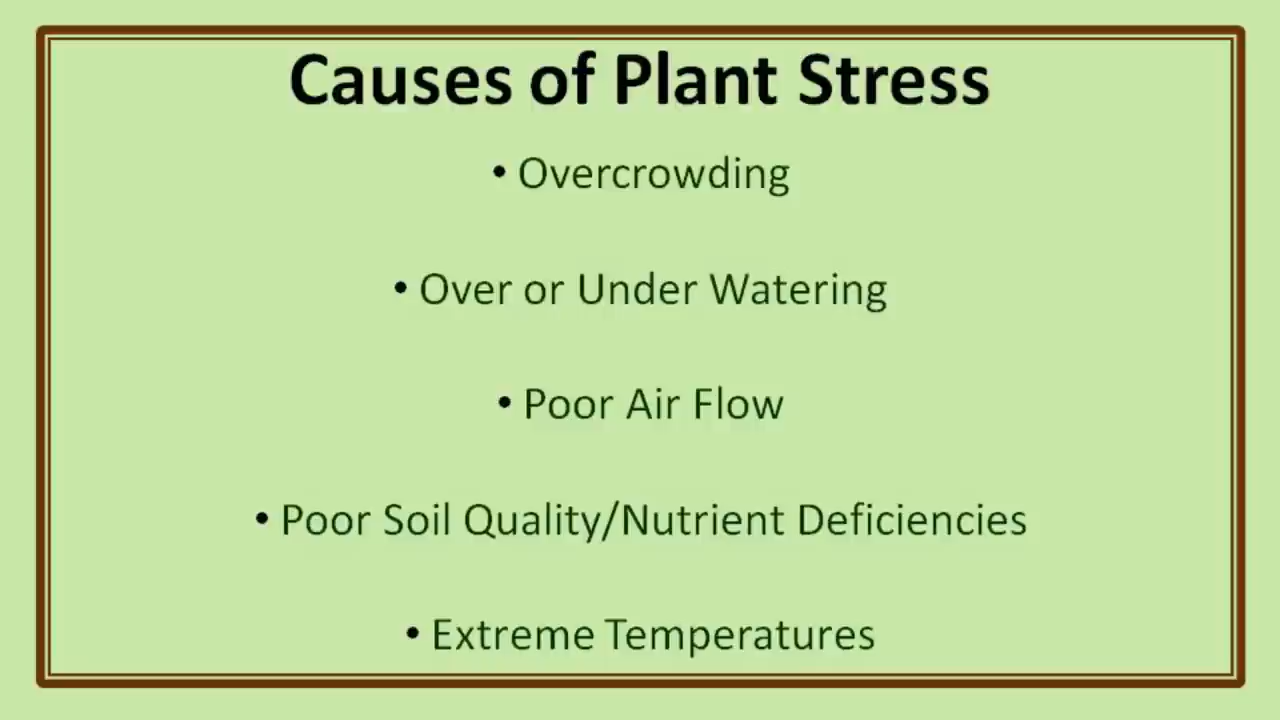 Causes of Plant Stress
• Overcrowding
• Over or Under Watering
• Poor Air Flow
• Poor Soil Quality/Nutrient Deficiencies
• Extreme Temperatures